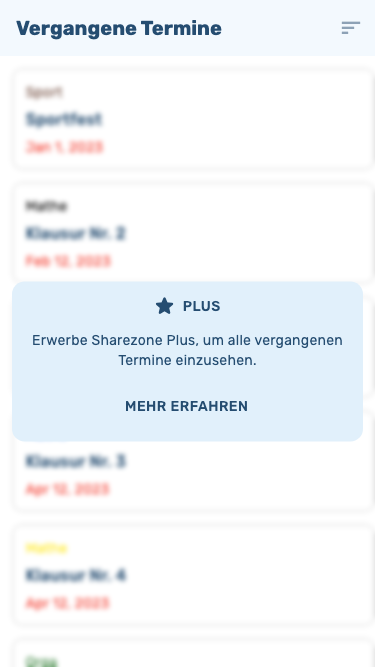 Vergangene Termine
Sport
Sportfest
Jan 1, 2023
Mathe
Klausur Nr. 2
Feb 12, 2023
PLUS
Erwerbe Sharezone Plus, um alle vergangenen
Termine einzusehen.
MEHR ERFAHREN
Klausur Nr. 3
Apr 12, 2023
Mathe
Klausur Nr. 4
Apr 12, 2023